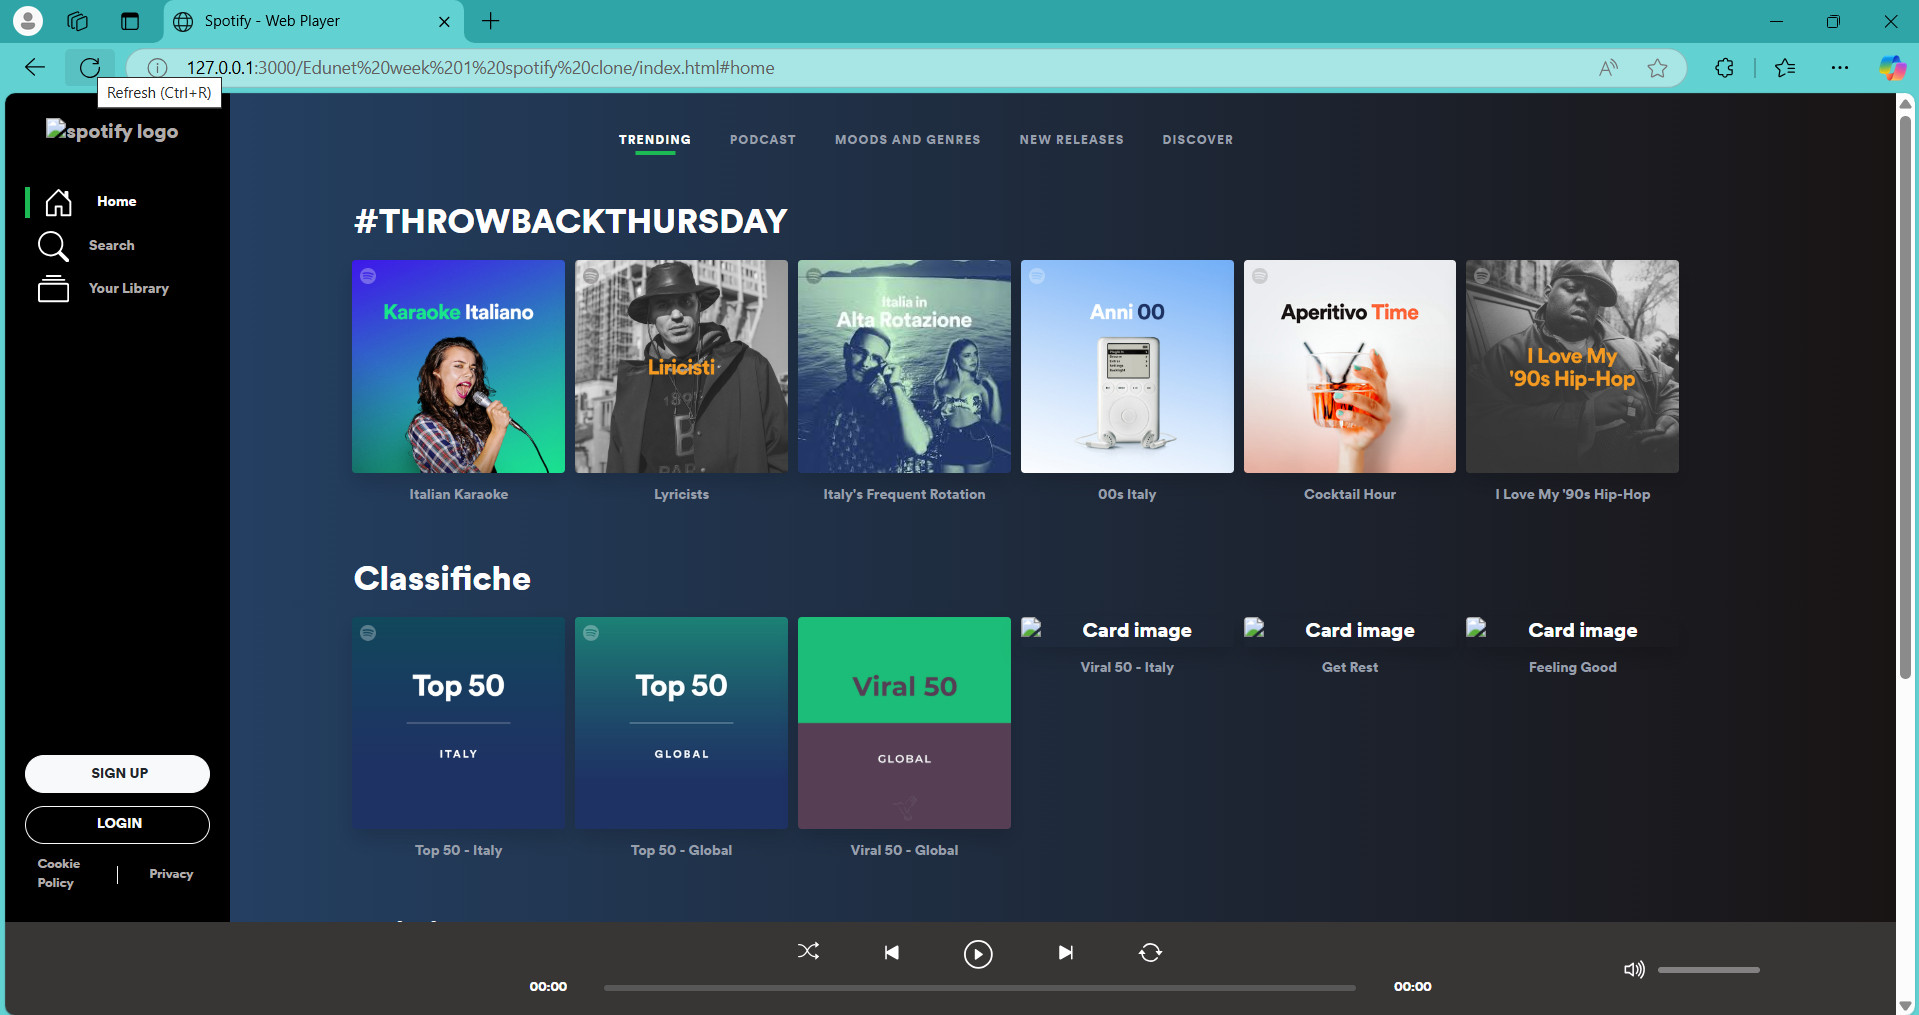 Spotify - Web Player
127.0.0.1:3000/Edunet%20week%201%20spotify%20clone/index.html#home
Refresh (Ctrl+R)
spotify logo
Home
Search
Your Library
SIGN UP
LOGIN
Cookie
Policy
Privacy
TRENDING PODCAST MOODS AND GENRES NEW RELEASES DISCOVER
#THROWBACKTHURSDAY
Karaoke Italiano
Liricisti
Italia in
Alta Rotazione
Anni 00
Aperitivo Time
I Love My
'90s Hip-Hop
Italian Karaoke
Lyricists
Italy's Frequent Rotation
00s Italy
Cocktail Hour
I Love My '90s Hip-Hop
Classifiche
Top 50
ITALY
Top 50
GLOBAL
Viral 50
GLOBAL
Card image
Card image
Card image
Top 50 - Italy
Top 50 - Global
Viral 50 - Global
Viral 50 - Italy
Get Rest
Feeling Good
00:00
00:00